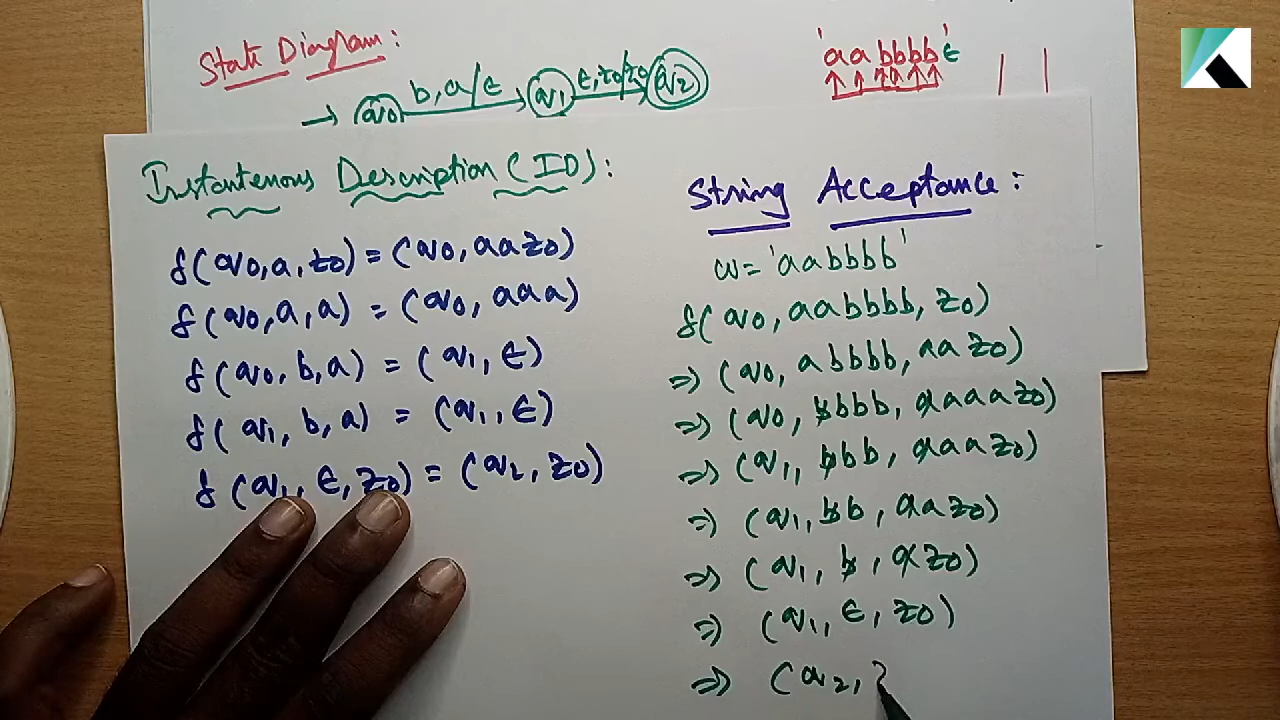 State Diagram:
'aabbbb'ϵ
→ q0 b, a/ϵ q1 ϵ, z0/z0 q2
Instantenous Description (ID):
δ(q0, a, z0) = (q0, aaz0)
δ(q0, a, a) = (q0, aaa)
δ(q0, b, a) = (q1, ϵ)
δ(q1, b, a) = (q1, ϵ)
δ(q1, ϵ, z0) = (q2, z0)
String Acceptance:
w = 'aabbbb'
δ(q0, aabbbb, z0)
⇒ (q0, abbbb, aaz0)
⇒ (q0, bbbb, aaaaz0)
⇒ (q1, bbb, aaaz0)
⇒ (q1, bb, aaz0)
⇒ (q1, b, az0)
⇒ (q1, ϵ, z0)
⇒ (q2,